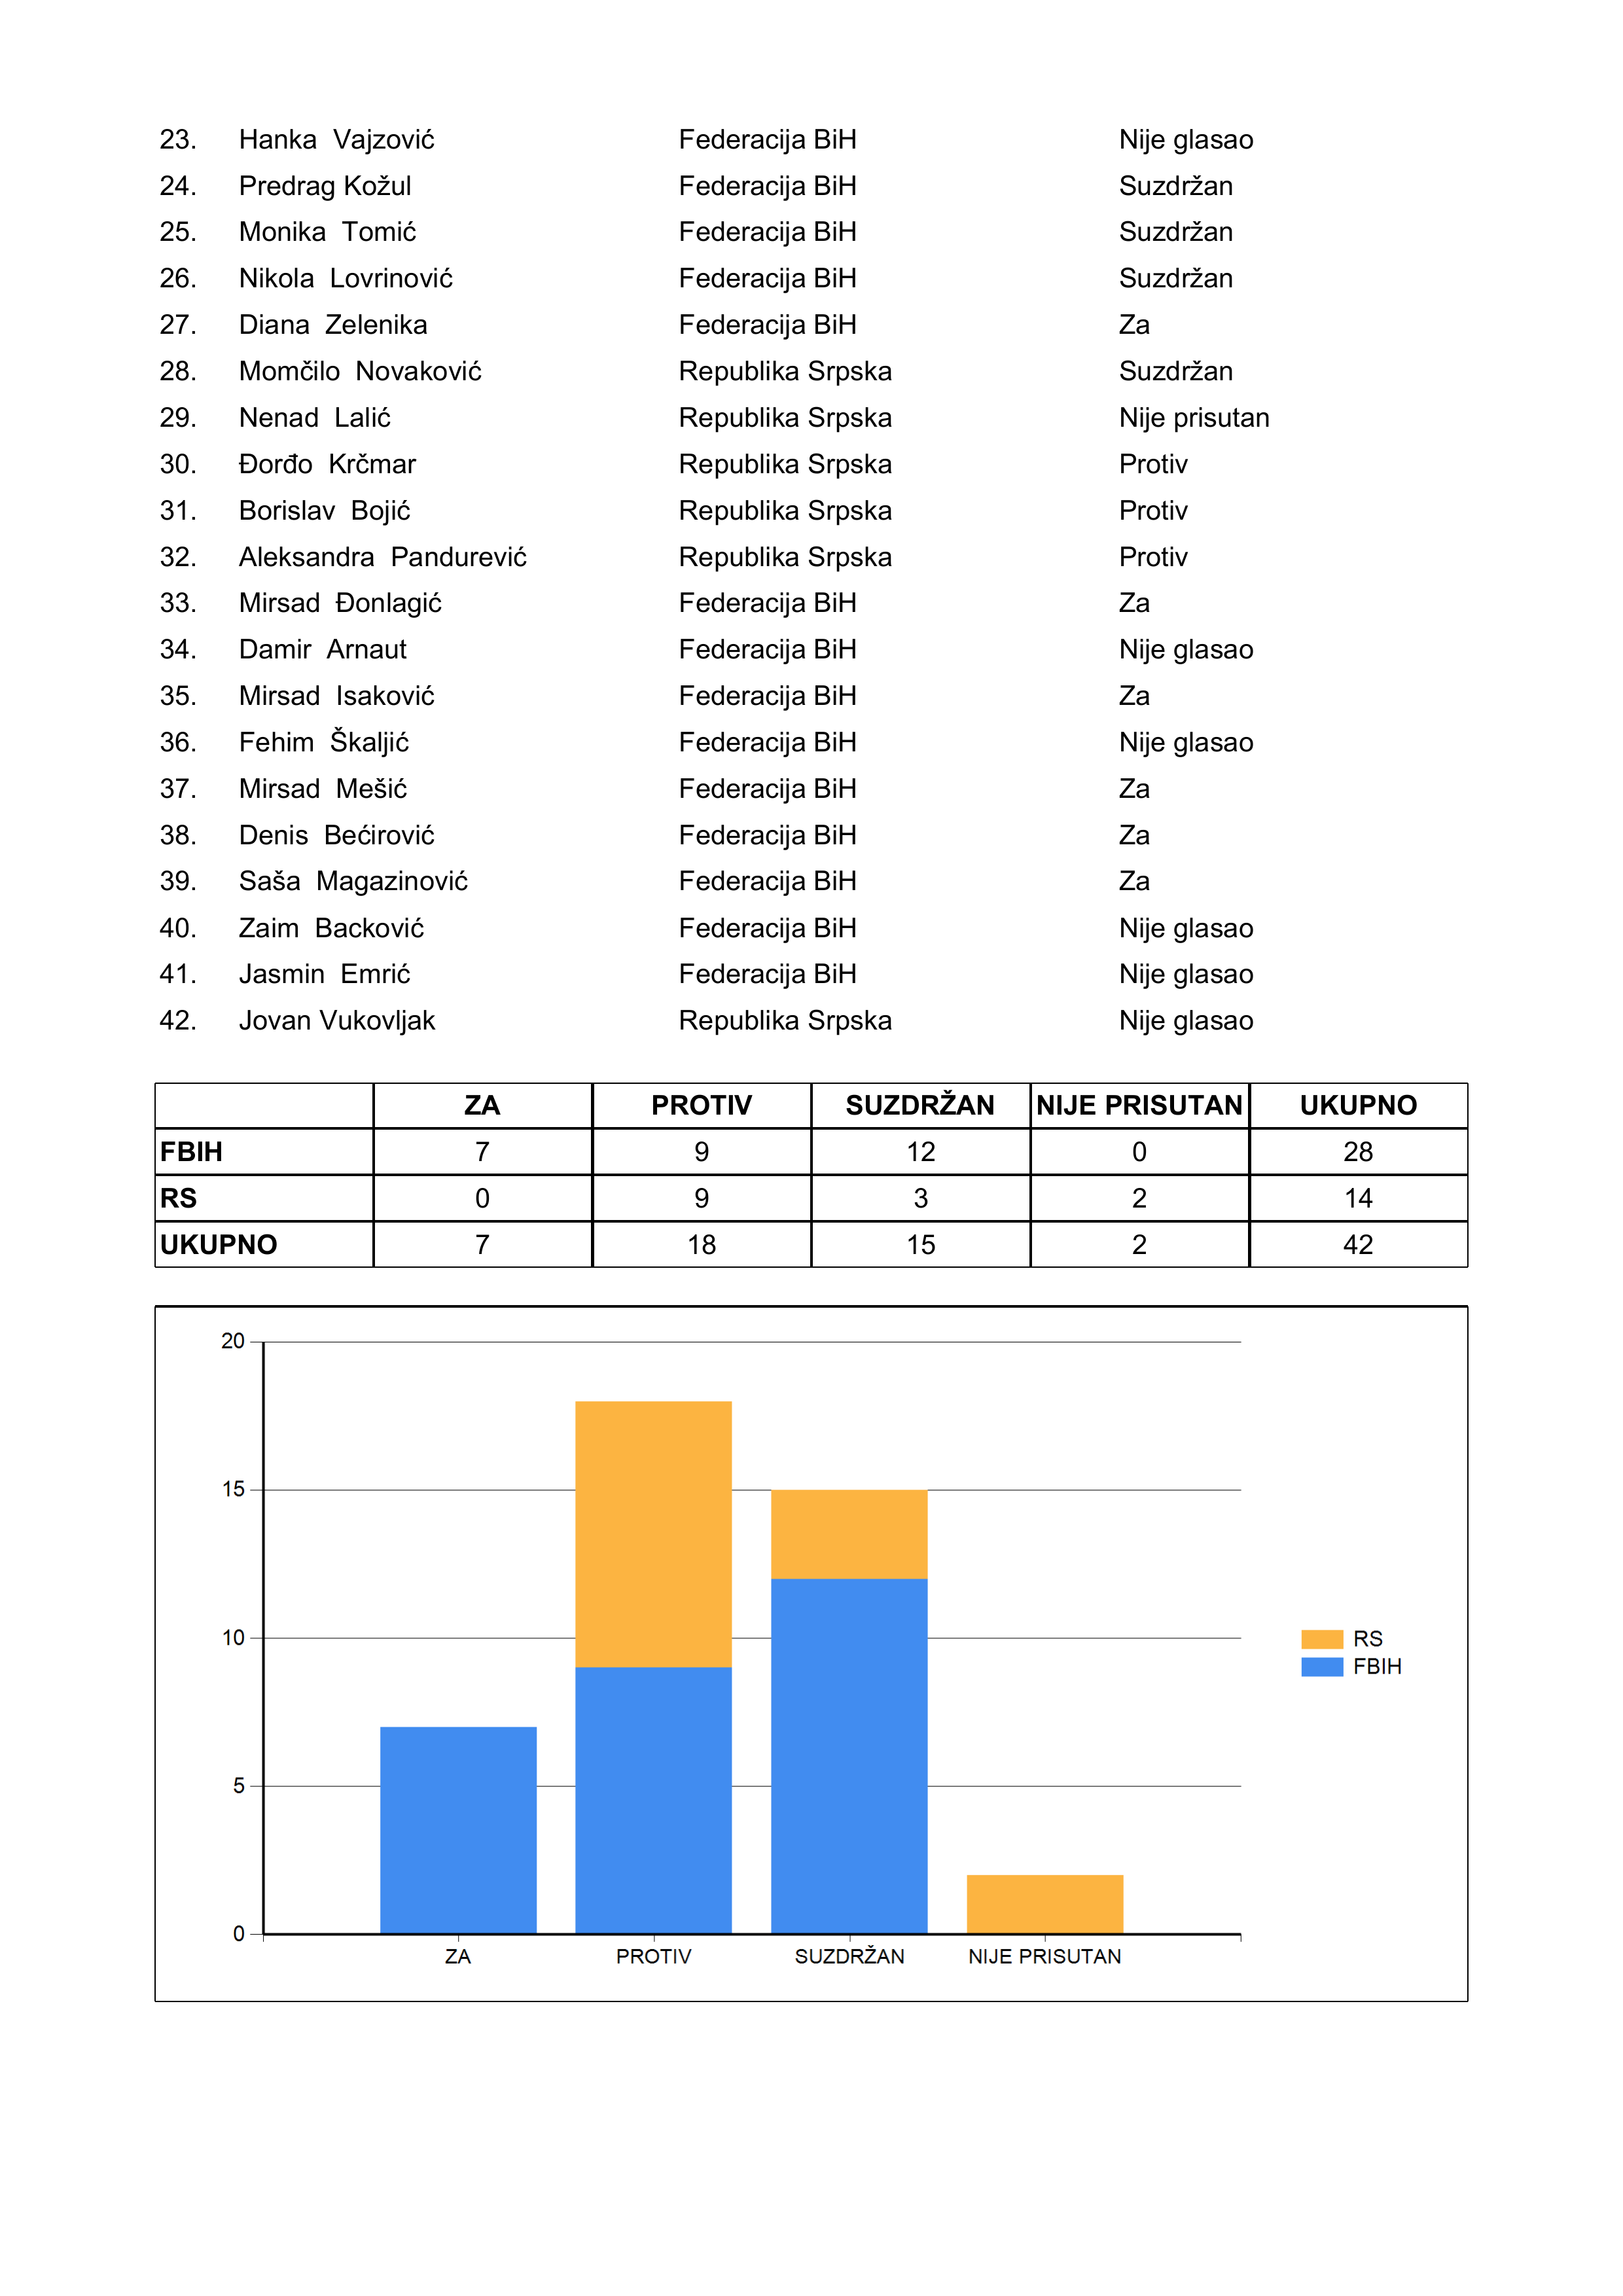 23. Hanka Vajzović Federacija BiH Nije glasao
24. Predrag Kožul Federacija BiH Suzdržan
25. Monika Tomić Federacija BiH Suzdržan
26. Nikola Lovrinović Federacija BiH Suzdržan
27. Diana Zelenika Federacija BiH Za
28. Momčilo Novaković Republika Srpska Suzdržan
29. Nenad Lalić Republika Srpska Nije prisutan
30. Đorđo Krčmar Republika Srpska Protiv
31. Borislav Bojić Republika Srpska Protiv
32. Aleksandra Pandurević Republika Srpska Protiv
33. Mirsad Đonlagić Federacija BiH Za
34. Damir Arnaut Federacija BiH Nije glasao
35. Mirsad Isaković Federacija BiH Za
36. Fehim Škaljić Federacija BiH Nije glasao
37. Mirsad Mešić Federacija BiH Za
38. Denis Bećirović Federacija BiH Za
39. Saša Magazinović Federacija BiH Za
40. Zaim Backović Federacija BiH Nije glasao
41. Jasmin Emrić Federacija BiH Nije glasao
42. Jovan Vukovljak Republika Srpska Nije glasao
ZA PROTIV SUZDRŽAN NIJE PRISUTAN UKUPNO
FBIH 7 9 12 0 28
RS 0 9 3 2 14
UKUPNO 7 18 15 2 42
20
15
10
5
0
ZA PROTIV SUZDRŽAN NIJE PRISUTAN
RS
FBIH